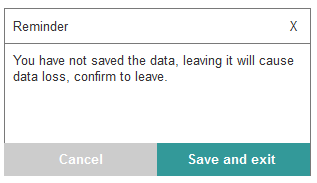 Reminder X
You have not saved the data, leaving it will cause
data loss, confirm to leave.
Cancel Save and exit